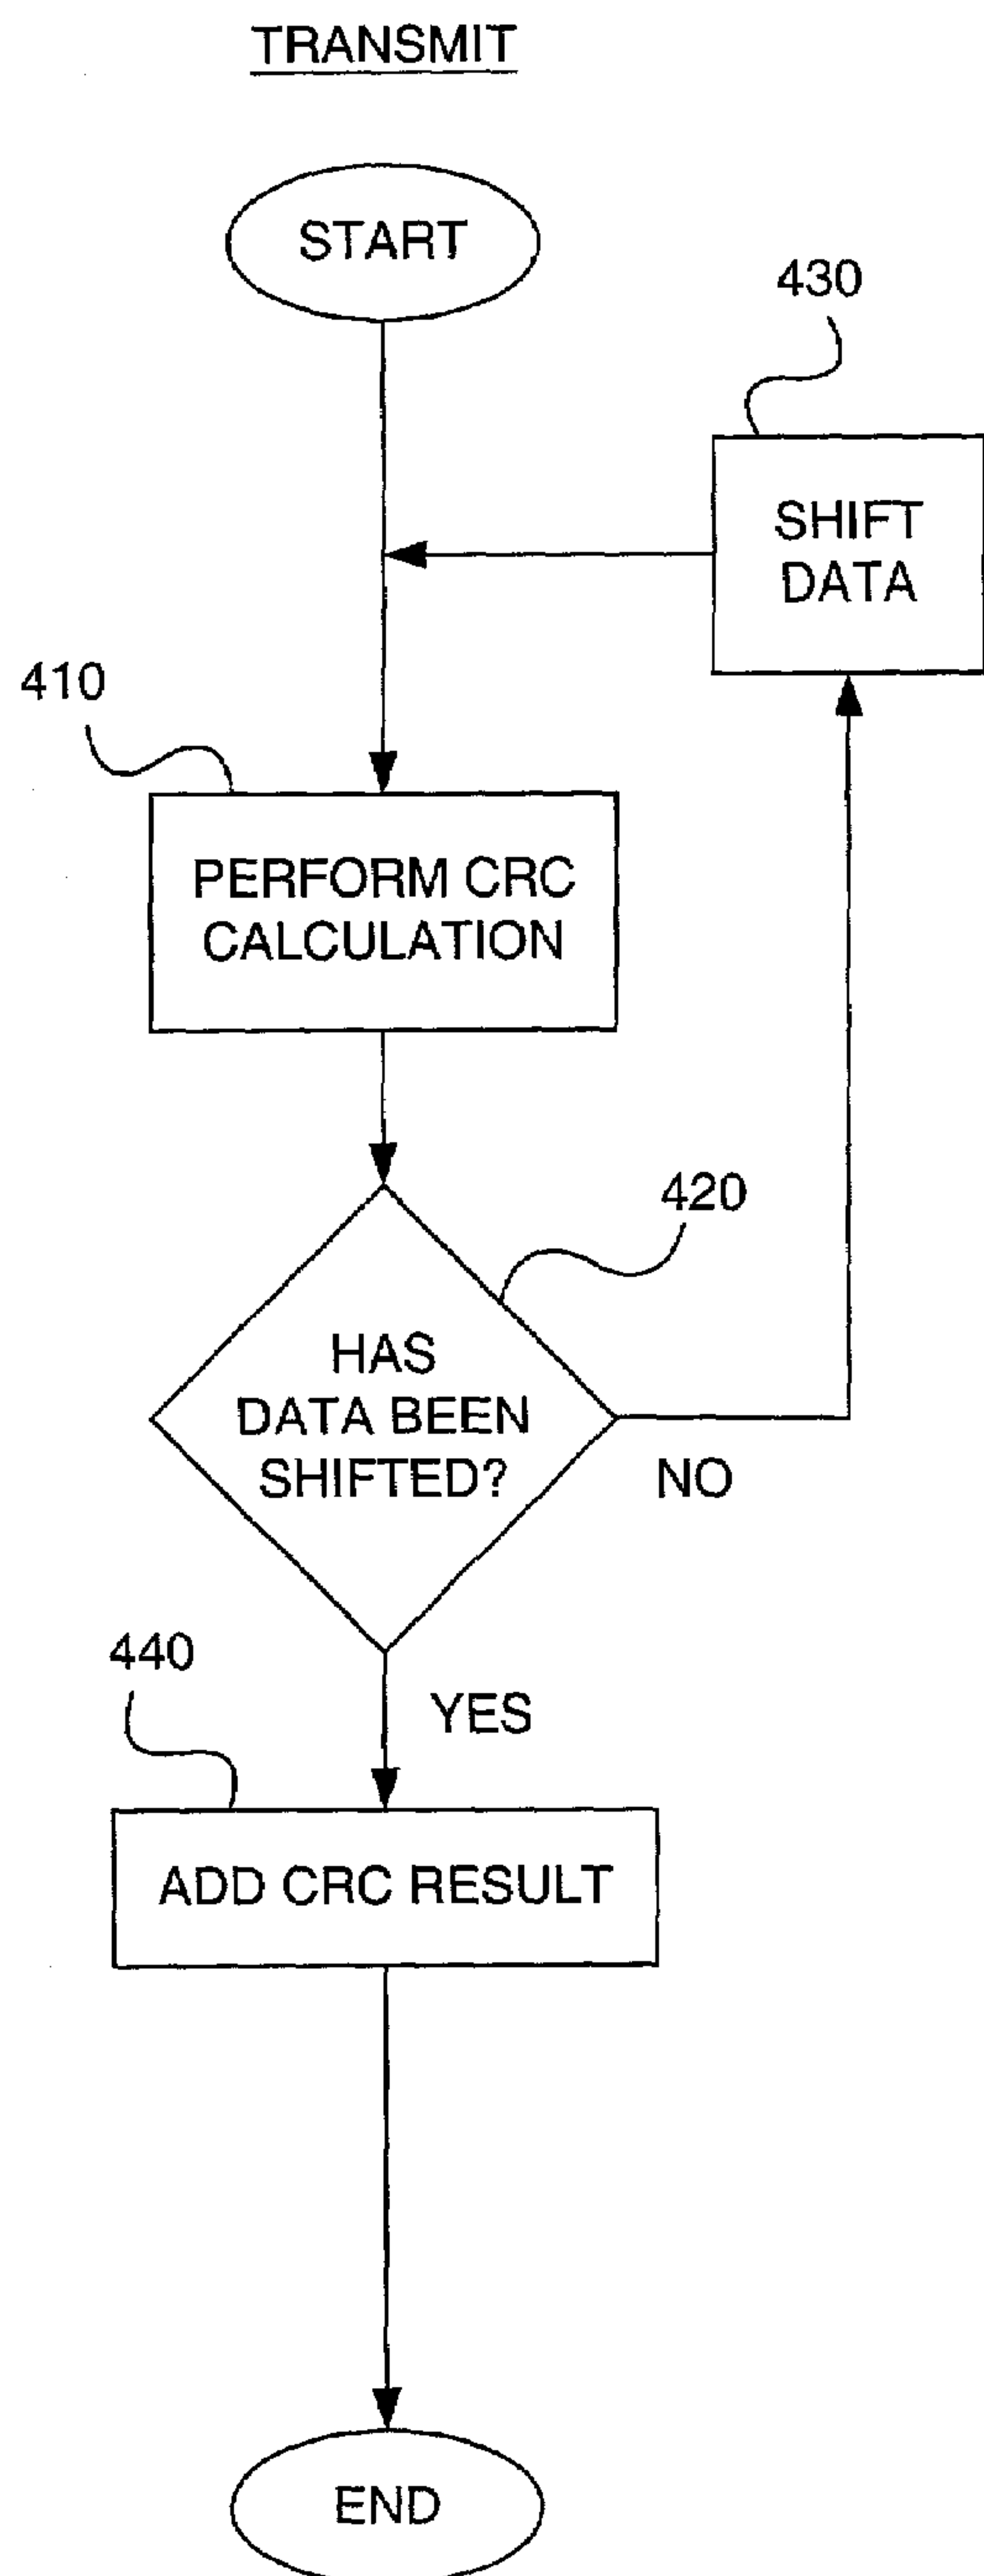 TRANSMIT
START
430
SHIFT
DATA
410
PERFORM CRC
CALCULATION
420
HAS
DATA BEEN
SHIFTED?
NO
440
YES
ADD CRC RESULT
END